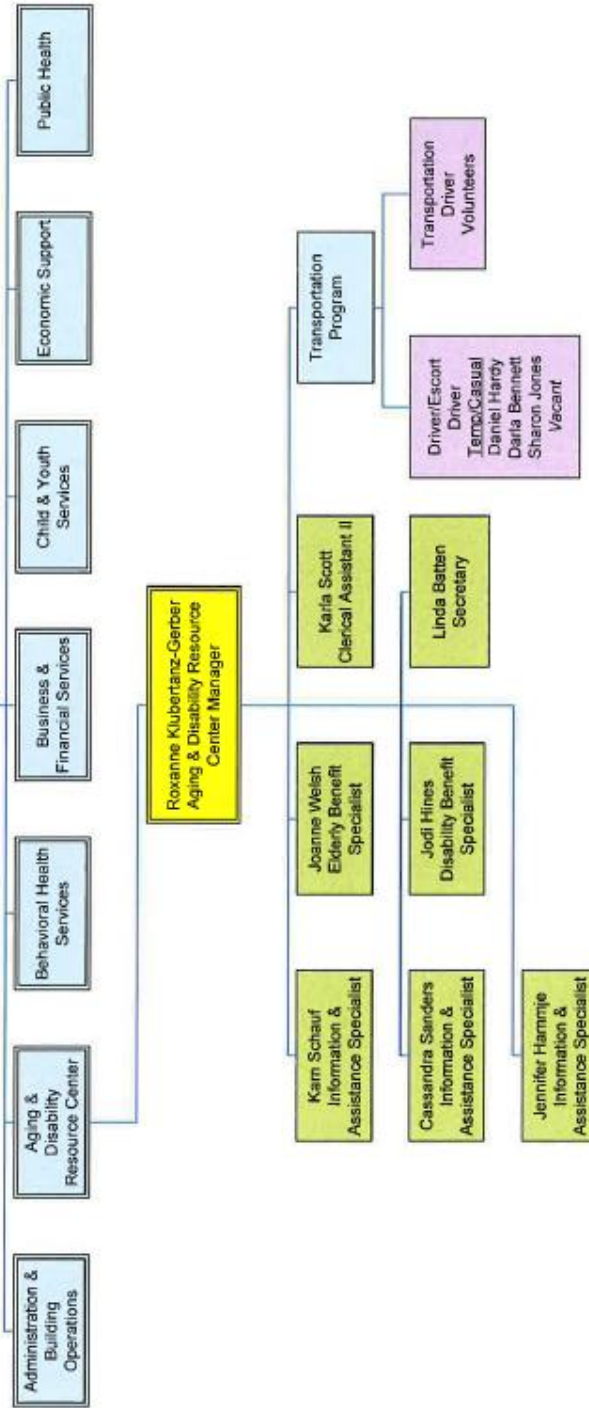 Administration &
Building
Operations
Aging &
Disability
Resource Center
Behavioral Health
Services
Business &
Financial Services
Child & Youth
Services
Economic Support
Public Health
Roxanne Klubertanz-Gerber
Aging & Disability Resource
Center Manager
Kam Schauf
Information &
Assistance Specialist
Joanne Welsh
Elderly Benefit
Specialist
Karla Scott
Clerical Assistant II
Transportation
Program
Cassandra Sanders
Information &
Assistance Specialist
Jodi Hines
Disability Benefit
Specialist
Linda Batten
Secretary
Driver/Escort
Driver
Temp/Casual
Daniel Hardy
Darla Bennett
Sharon Jones
Vacant
Transportation
Driver
Volunteers
Jennifer Hammje
Information &
Assistance Specialist